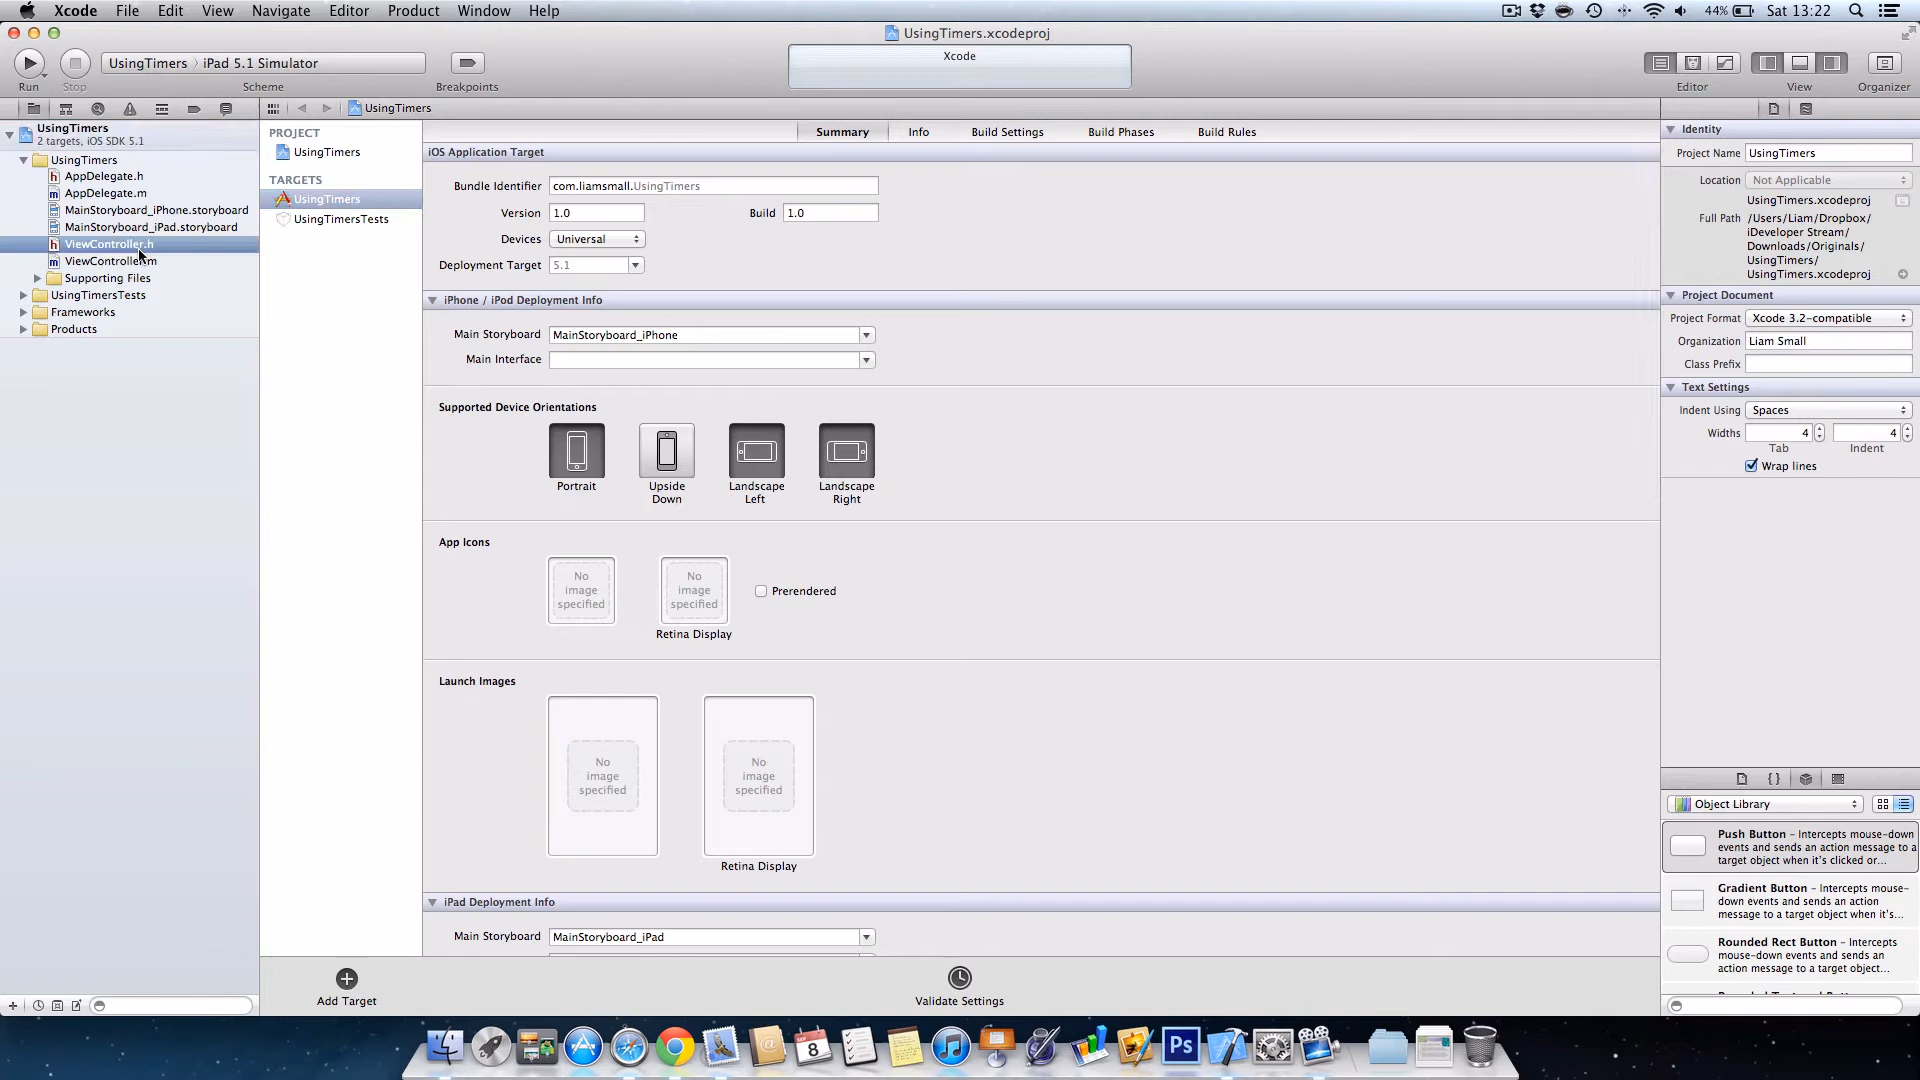 Xcode File Edit View Navigate Editor Product Window Help 44% Sat 13:22
UsingTimers.xcodeproj
UsingTimers iPad 5.1 Simulator
Xcode
Run Stop Scheme Breakpoints Editor View Organizer
UsingTimers
2 targets, iOS SDK 5.1
UsingTimers
AppDelegate.h
AppDelegate.m
MainStoryboard_iPhone.storyboard
MainStoryboard_iPad.storyboard
ViewController.h
ViewController.m
Supporting Files
UsingTimersTests
Frameworks
Products
UsingTimers
PROJECT
UsingTimers
TARGETS
UsingTimers
UsingTimersTests
Summary Info Build Settings Build Phases Build Rules
iOS Application Target
Bundle Identifier com.liamsmall.UsingTimers
Version 1.0 Build 1.0
Devices Universal
Deployment Target 5.1
iPhone / iPod Deployment Info
Main Storyboard MainStoryboard_iPhone
Main Interface
Supported Device Orientations
Portrait
Upside Down
Landscape Left
Landscape Right
App Icons
No image specified
No image specified
Prerendered
Retina Display
Launch Images
No image specified
No image specified
Retina Display
iPad Deployment Info
Main Storyboard MainStoryboard_iPad
Add Target
Validate Settings
Identity
Project Name UsingTimers
Location Not Applicable
UsingTimers.xcodeproj
Full Path /Users/Liam/Dropbox/
iDeveloper Stream/
Downloads/Originals/
UsingTimers/
UsingTimers.xcodeproj
Project Document
Project Format Xcode 3.2-compatible
Organization Liam Small
Class Prefix
Text Settings
Indent Using Spaces
Widths 4 4
Tab Indent
Wrap lines
{ }
Object Library
Push Button - Intercepts mouse-down
events and sends an action message to a
target object when it's clicked or...
Gradient Button - Intercepts mouse-
down events and sends an action
message to a target object when it's...
Rounded Rect Button - Intercepts
mouse-down events and sends an
action message to a target object...
8
Ps